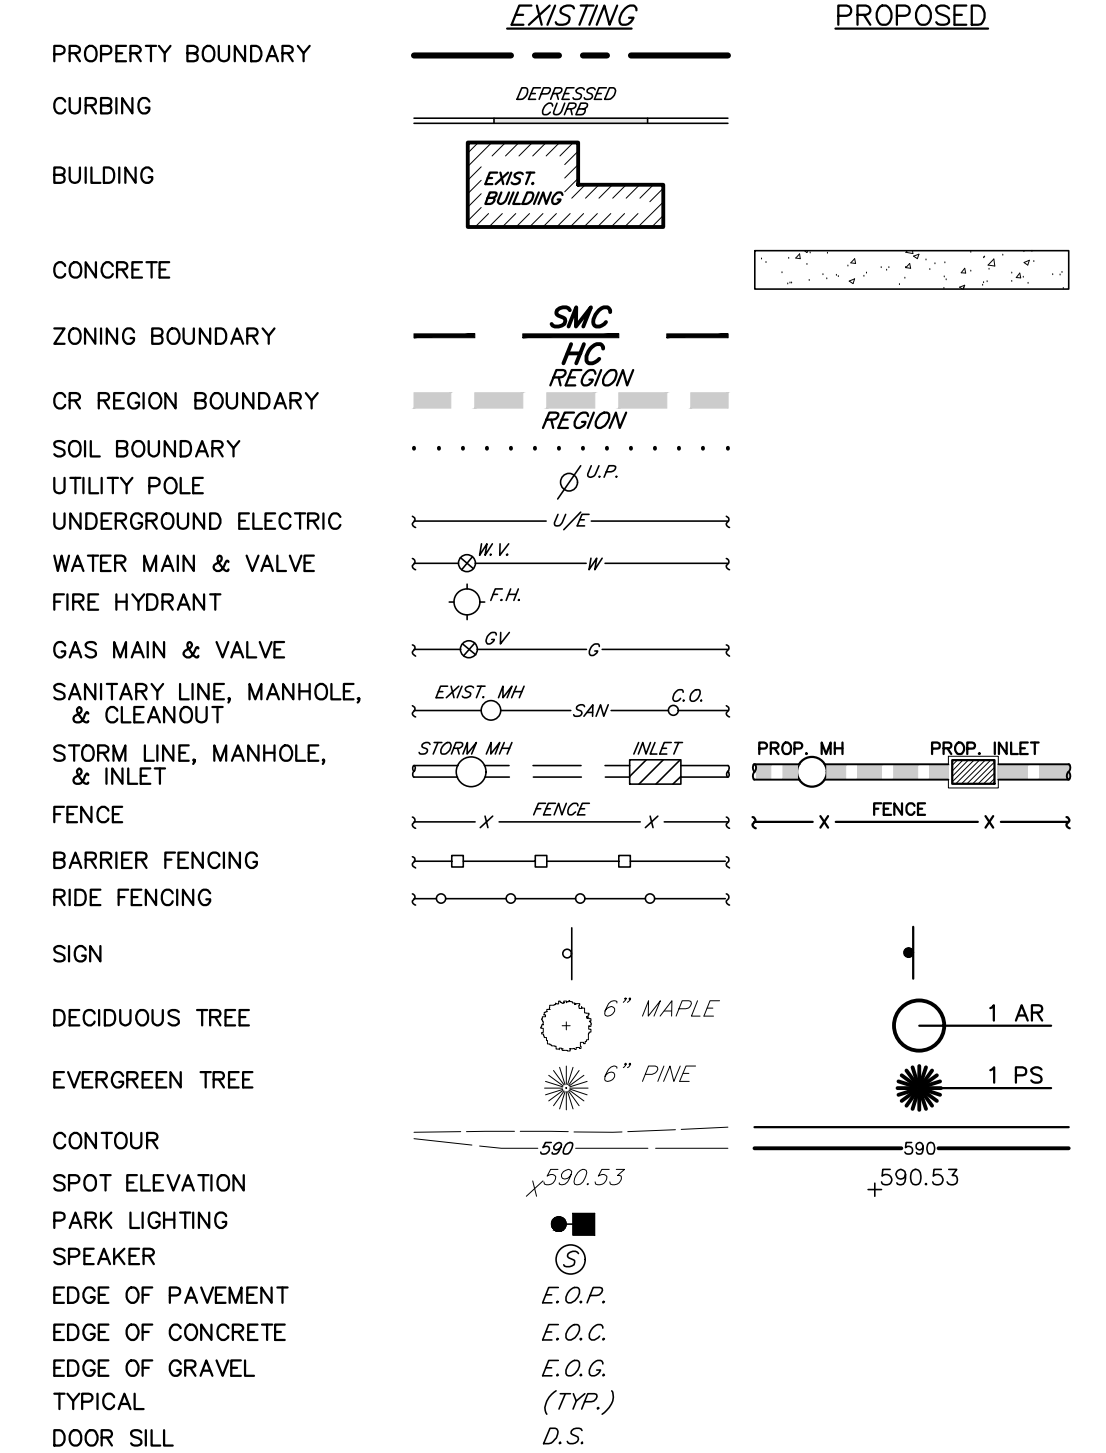 EXISTING PROPOSED
PROPERTY BOUNDARY
CURBING DEPRESSED
CURB
BUILDING EXIST.
BUILDING
CONCRETE
ZONING BOUNDARY SMC
HC
CR REGION BOUNDARY REGION
REGION
SOIL BOUNDARY
UTILITY POLE U.P.
UNDERGROUND ELECTRIC U/E
WATER MAIN & VALVE W.V. W
FIRE HYDRANT F.H.
GAS MAIN & VALVE GV G
SANITARY LINE, MANHOLE, EXIST. MH SAN C.O.
& CLEANOUT
STORM LINE, MANHOLE, STORM MH INLET PROP. MH PROP. INLET
& INLET
FENCE X FENCE X X FENCE X
BARRIER FENCING
RIDE FENCING
SIGN
DECIDUOUS TREE 6" MAPLE 1 AR
EVERGREEN TREE 6" PINE 1 PS
CONTOUR 590 590
SPOT ELEVATION x590.53 +590.53
PARK LIGHTING
SPEAKER S
EDGE OF PAVEMENT E.O.P.
EDGE OF CONCRETE E.O.C.
EDGE OF GRAVEL E.O.G.
TYPICAL (TYP.)
DOOR SILL D.S.